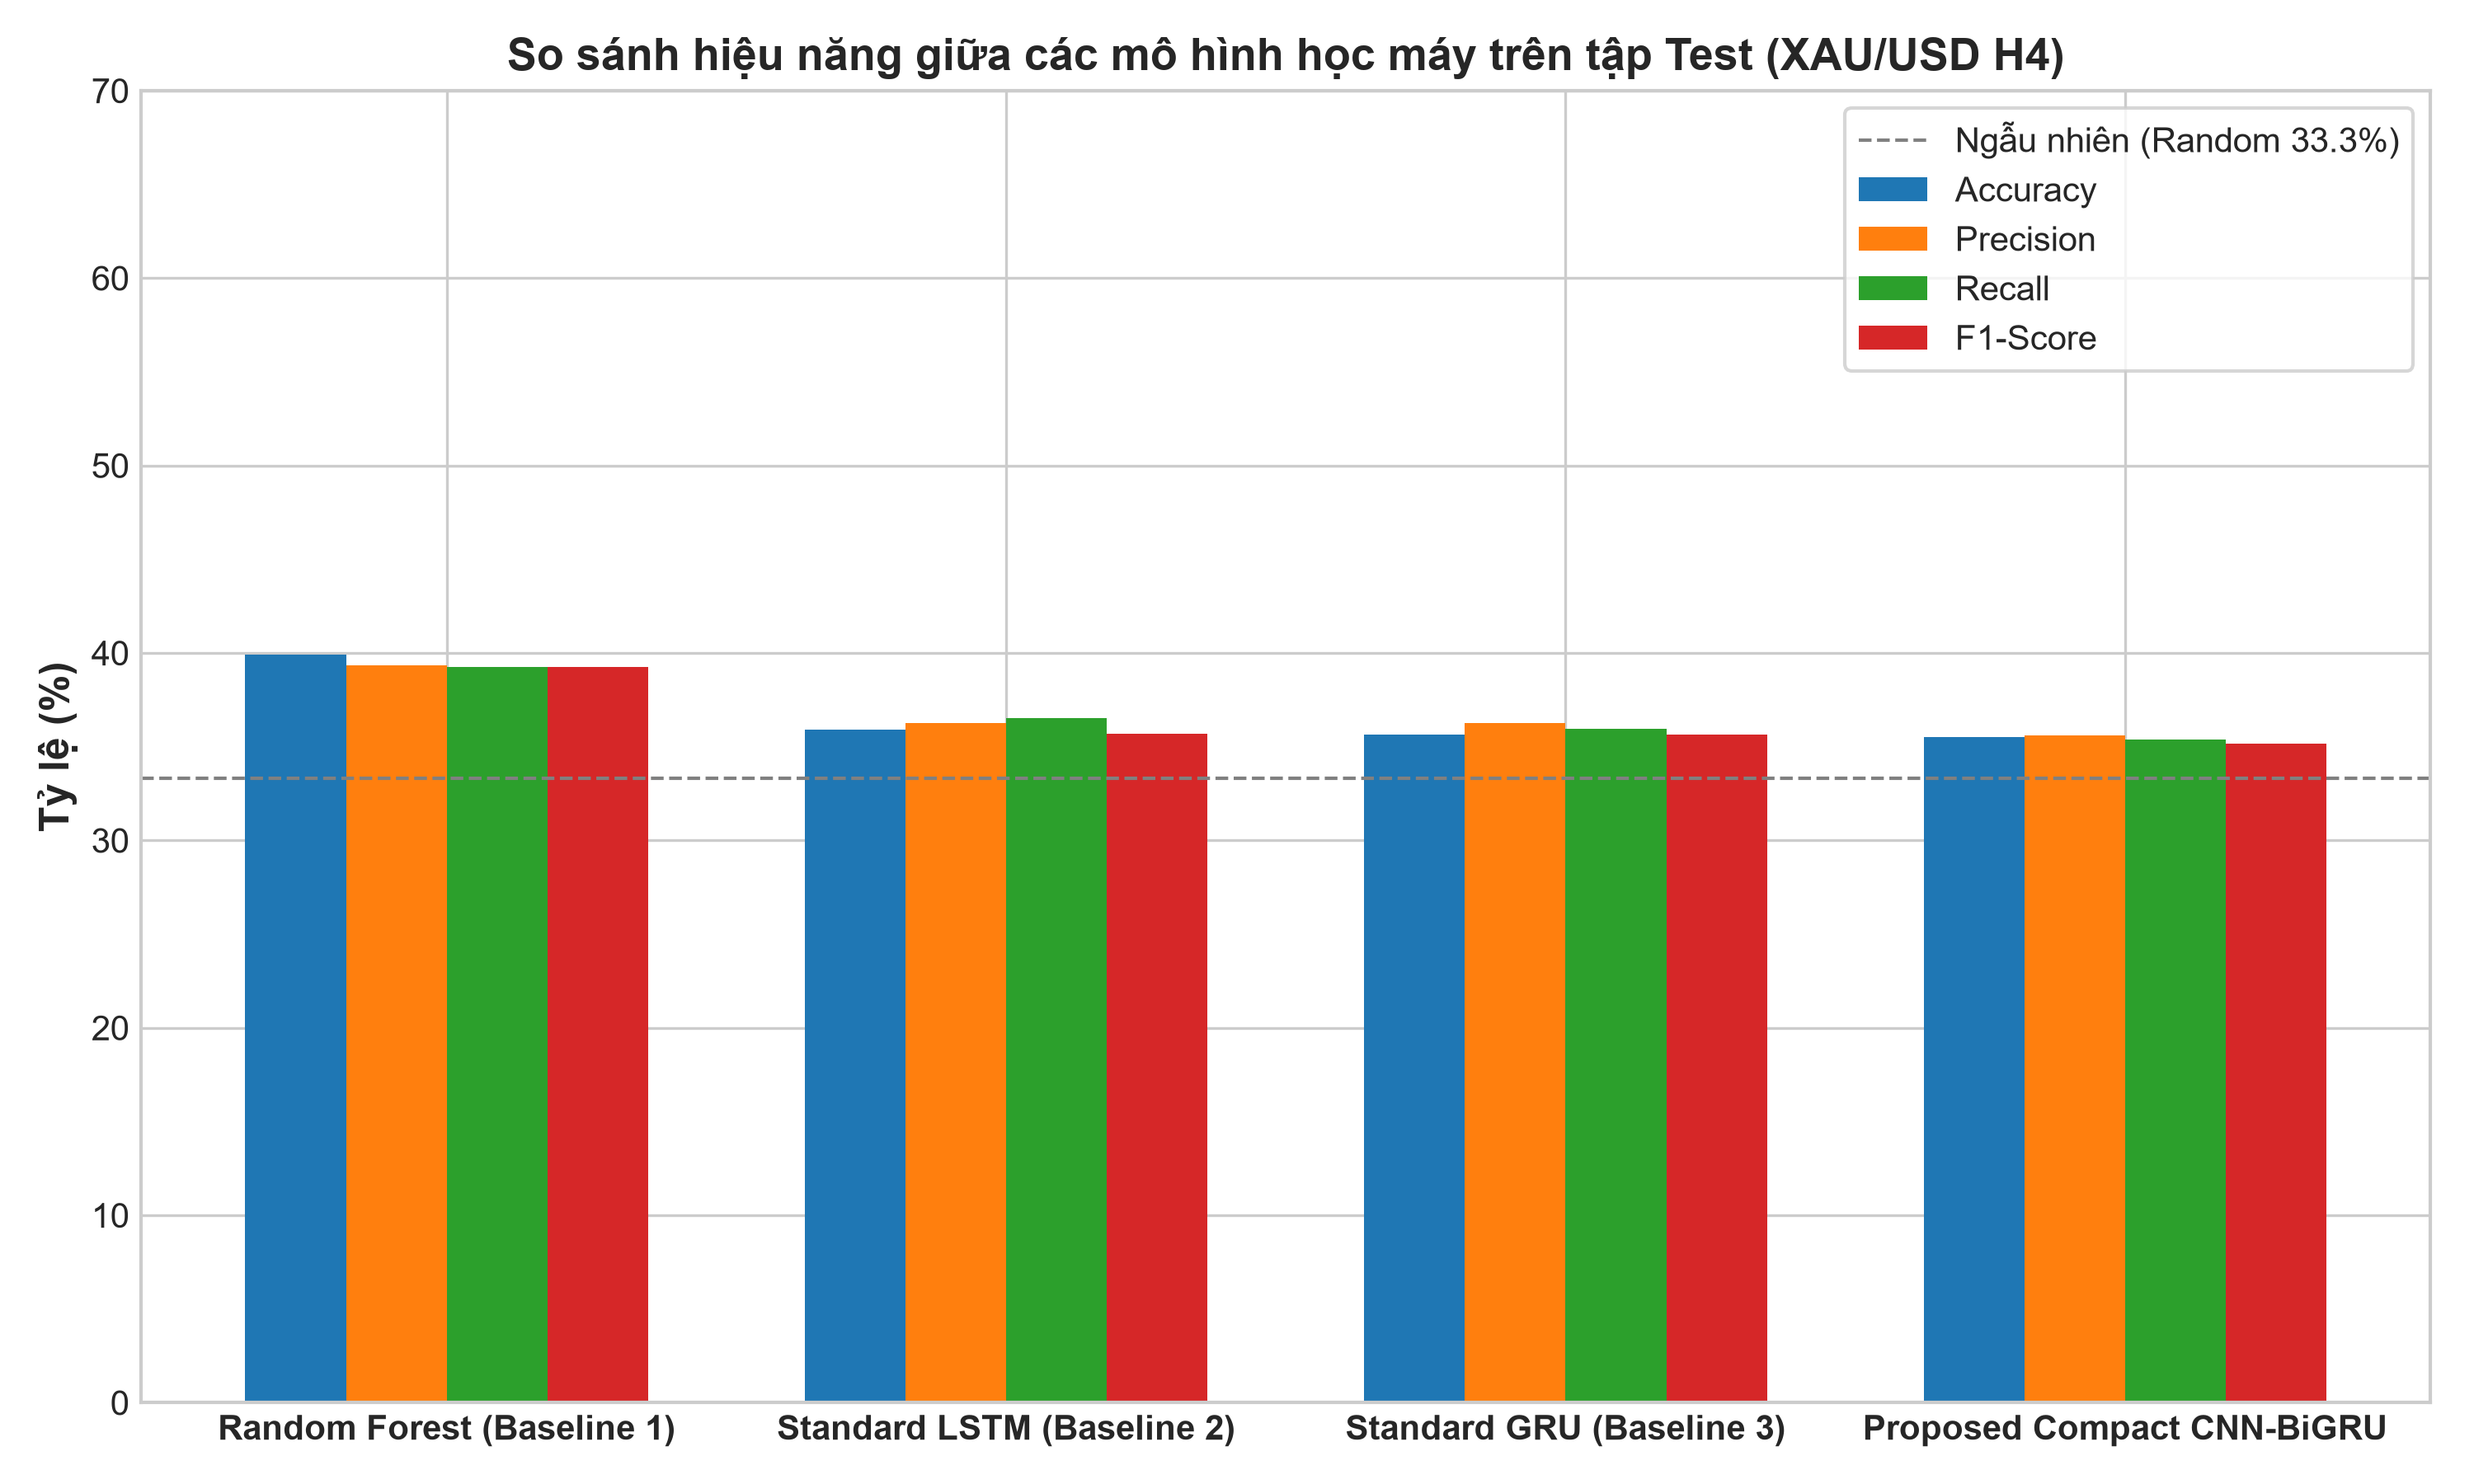 So sánh hiệu năng giữa các mô hình học máy trên tập Test (XAU/USD H4)
Ngẫu nhiên (Random 33.3%)
Accuracy
Precision
Recall
F1-Score
Tỷ lệ (%)
70
60
50
40
30
20
10
0
Random Forest (Baseline 1)
Standard LSTM (Baseline 2)
Standard GRU (Baseline 3)
Proposed Compact CNN-BiGRU